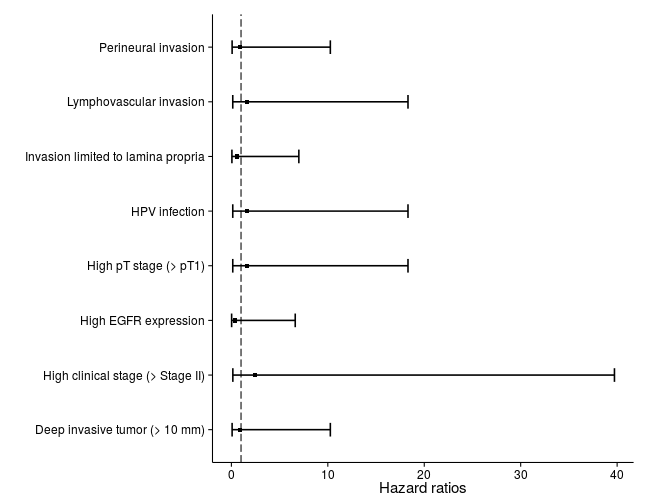 Perineural invasion
Lymphovascular invasion
Invasion limited to lamina propria
HPV infection
High pT stage (> pT1)
High EGFR expression
High clinical stage (> Stage II)
Deep invasive tumor (> 10 mm)
0 10 20 30 40
Hazard ratios